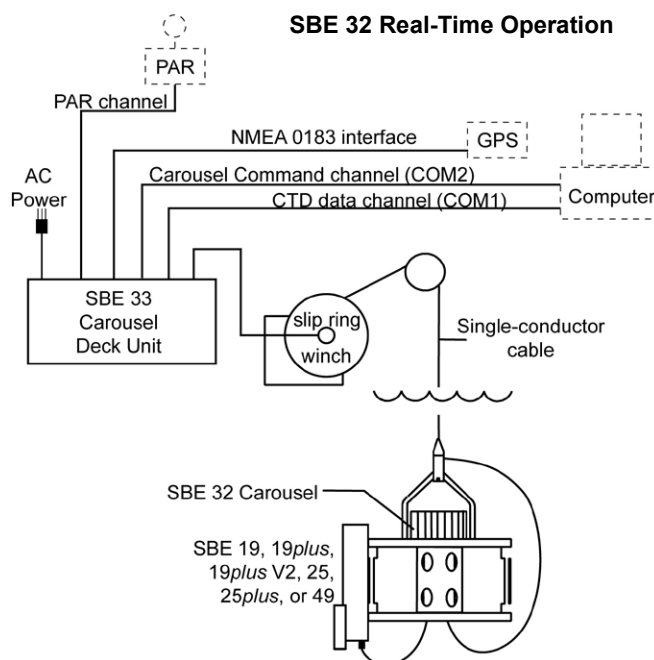 SBE 32 Real-Time Operation
PAR
PAR channel
NMEA 0183 interface
GPS
AC
Power
Carousel Command channel (COM2)
Computer
CTD data channel (COM1)
SBE 33
Carousel
Deck Unit
slip ring
winch
Single-conductor
cable
SBE 32 Carousel
SBE 19, 19plus,
19plus V2, 25,
25plus, or 49